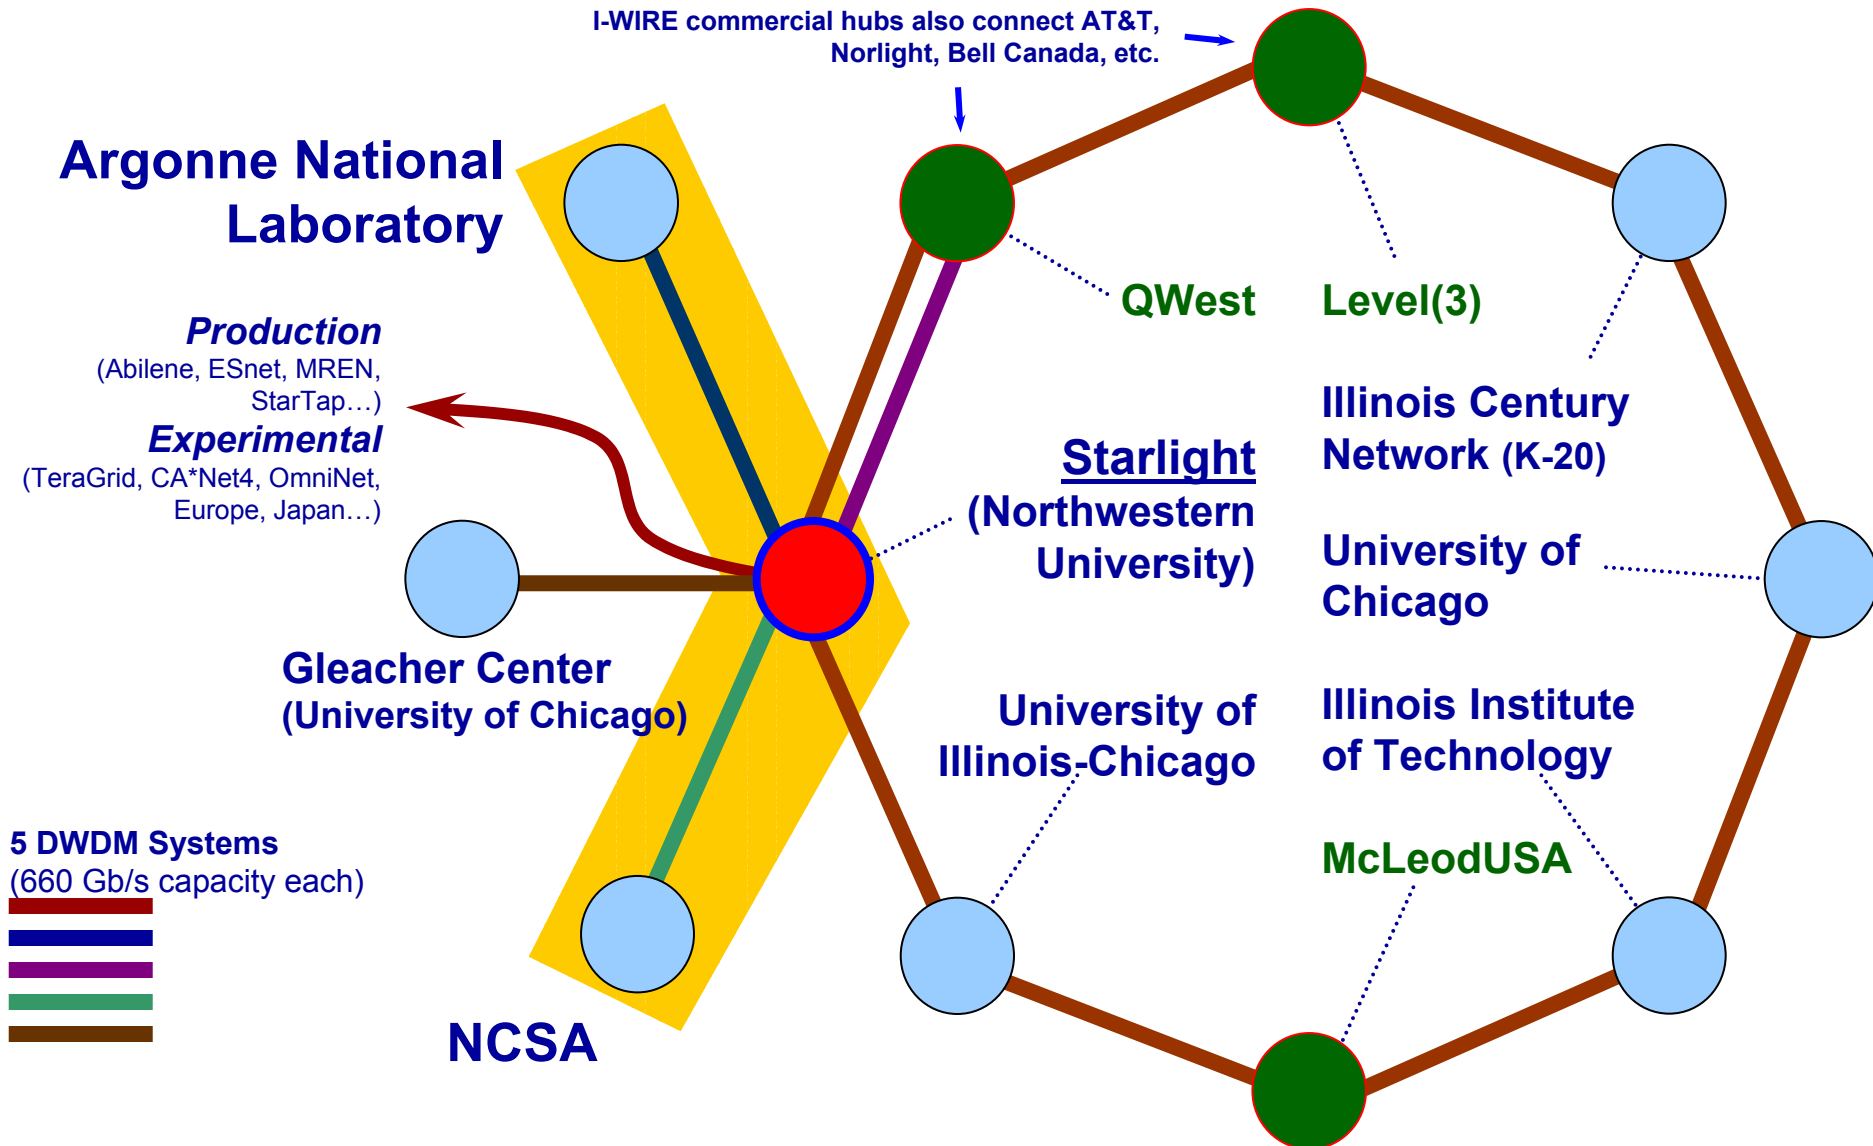 I-WIRE commercial hubs also connect AT&T,
Norlight, Bell Canada, etc.
Argonne National
Laboratory
Production
(Abilene, ESnet, MREN,
StarTap…)
Experimental
(TeraGrid, CA*Net4, OmniNet,
Europe, Japan…)
QWest
Level(3)
Illinois Century
Network (K-20)
Starlight
(Northwestern
University)
University of
Chicago
Gleacher Center
(University of Chicago)
University of
Illinois-Chicago
Illinois Institute
of Technology
McLeodUSA
5 DWDM Systems
(660 Gb/s capacity each)
NCSA